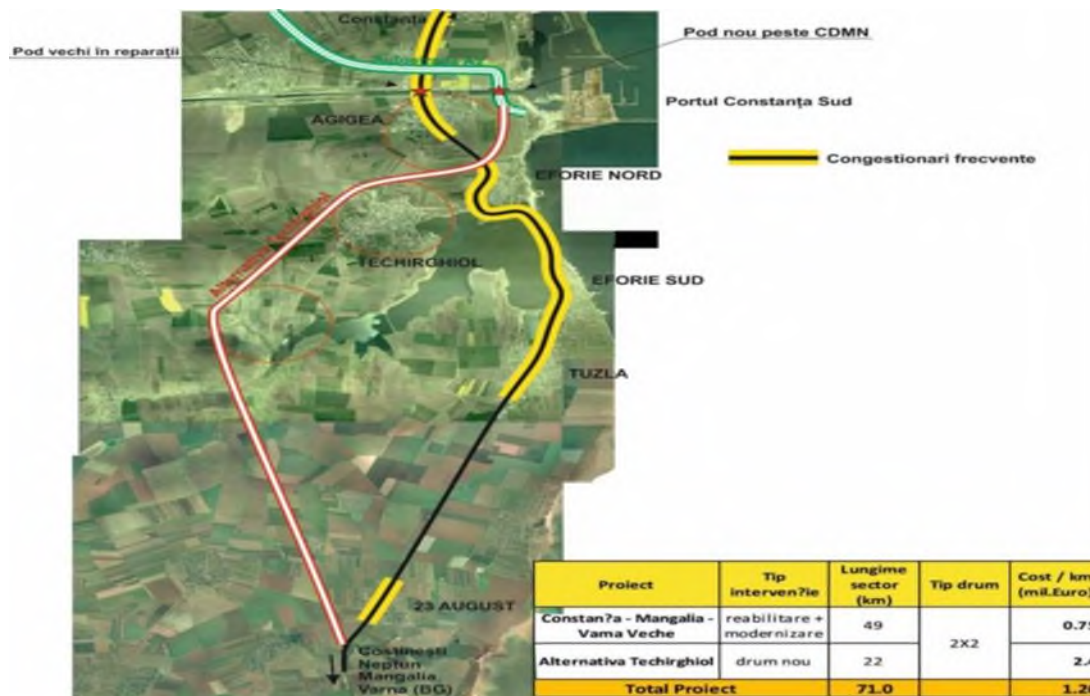 Constanța
Pod vechi în reparații
Pod nou peste CDMN
Portul Constanța Sud
AGIGEA
Congestionari frecvente
EFORIE NORD
Alternativa Techirghiol
TECHIRGHIOL
EFORIE SUD
TUZLA
23 AUGUST
Costinești
Neptun
Mangalia
Varna (BG)
Proiect
Tip
interven?ie
Lungime
sector
(km)
Tip drum
Cost / km
(mil.Euro)
Constan?a - Mangalia -
Vama Veche
reabilitare +
modernizare
49
2X2
Alternativa Techirghiol
drum nou
22
Total Proiect
71.0